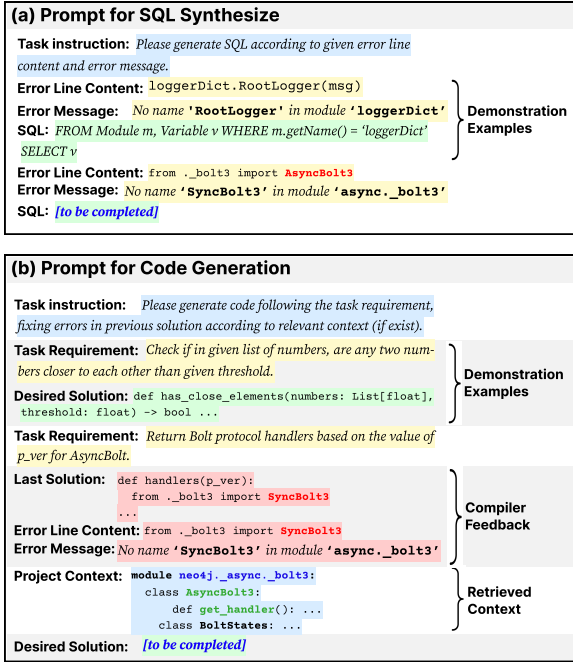 (a) Prompt for SQL Synthesize
Task instruction: Please generate SQL according to given error line
content and error message.
Error Line Content: loggerDict.RootLogger(msg)
Error Message: No name 'RootLogger' in module ‘loggerDict’
SQL: FROM Module m, Variable v WHERE m.getName() = ‘loggerDict’
SELECT v
Demonstration
Examples
Error Line Content: from ._bolt3 import AsyncBolt3
Error Message: No name ‘SyncBolt3’ in module ‘async._bolt3’
SQL: [to be completed]
(b) Prompt for Code Generation
Task instruction: Please generate code following the task requirement,
fixing errors in previous solution according to relevant context (if exist).
Task Requirement: Check if in given list of numbers, are any two num-
bers closer to each other than given threshold.
Desired Solution: def has_close_elements(numbers: List[float],
threshold: float) -> bool ...
Demonstration
Examples
Task Requirement: Return Bolt protocol handlers based on the value of
p_ver for AsyncBolt.
Last Solution: def handlers(p_ver):
from ._bolt3 import SyncBolt3
...
Error Line Content: from ._bolt3 import SyncBolt3
Error Message: No name ‘SyncBolt3’ in module ‘async._bolt3’
Compiler
Feedback
Project Context: module neo4j._async._bolt3:
class AsyncBolt3:
def get_handler(): ...
class BoltStates: ...
Retrieved
Context
Desired Solution: [to be completed]